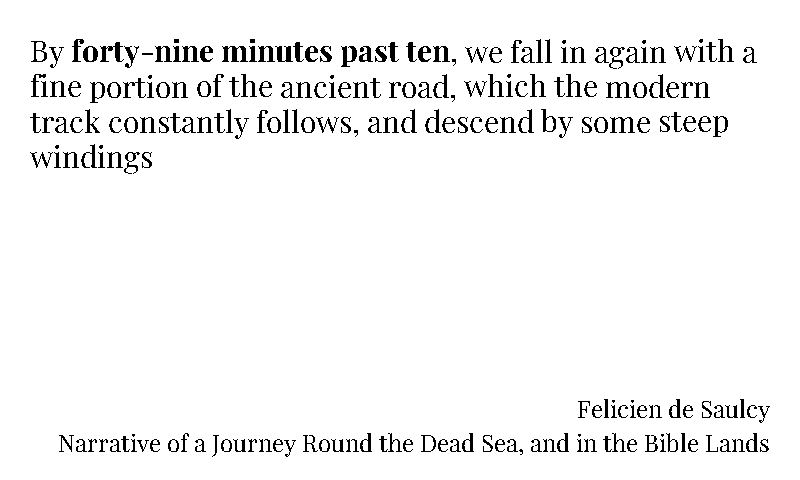 By forty-nine minutes past ten, we fall in again with a
fine portion of the ancient road, which the modern
track constantly follows, and descend by some steep
windings
Felicien de Saulcy
Narrative of a Journey Round the Dead Sea, and in the Bible Lands